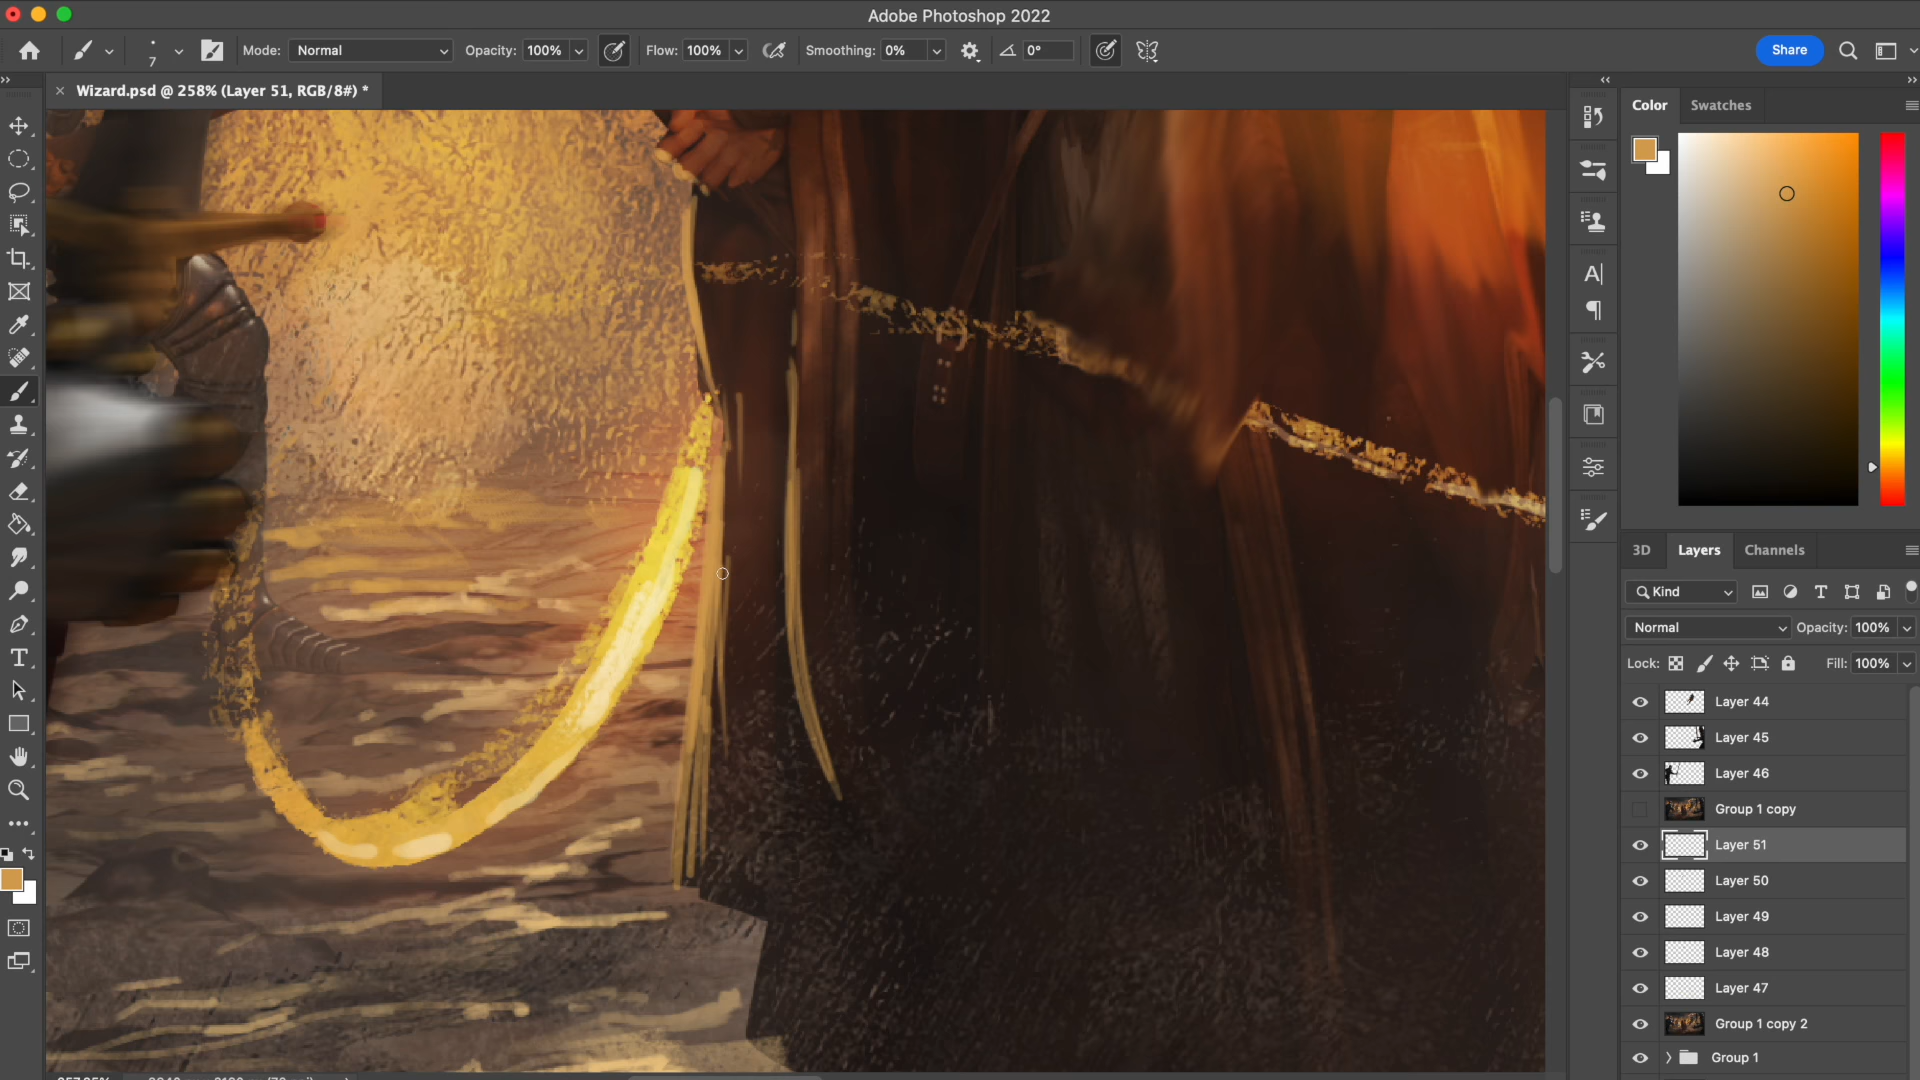 Adobe Photoshop 2022
7
Mode: Normal
Opacity: 100%
Flow: 100%
Smoothing: 0%
0°
Share
Wizard.psd @ 258% (Layer 51, RGB/8#) *
Color
Swatches
3D
Layers
Channels
Kind
Normal
Opacity: 100%
Lock:
Fill: 100%
Layer 44
Layer 45
Layer 46
Group 1 copy
Layer 51
Layer 50
Layer 49
Layer 48
Layer 47
Group 1 copy 2
Group 1